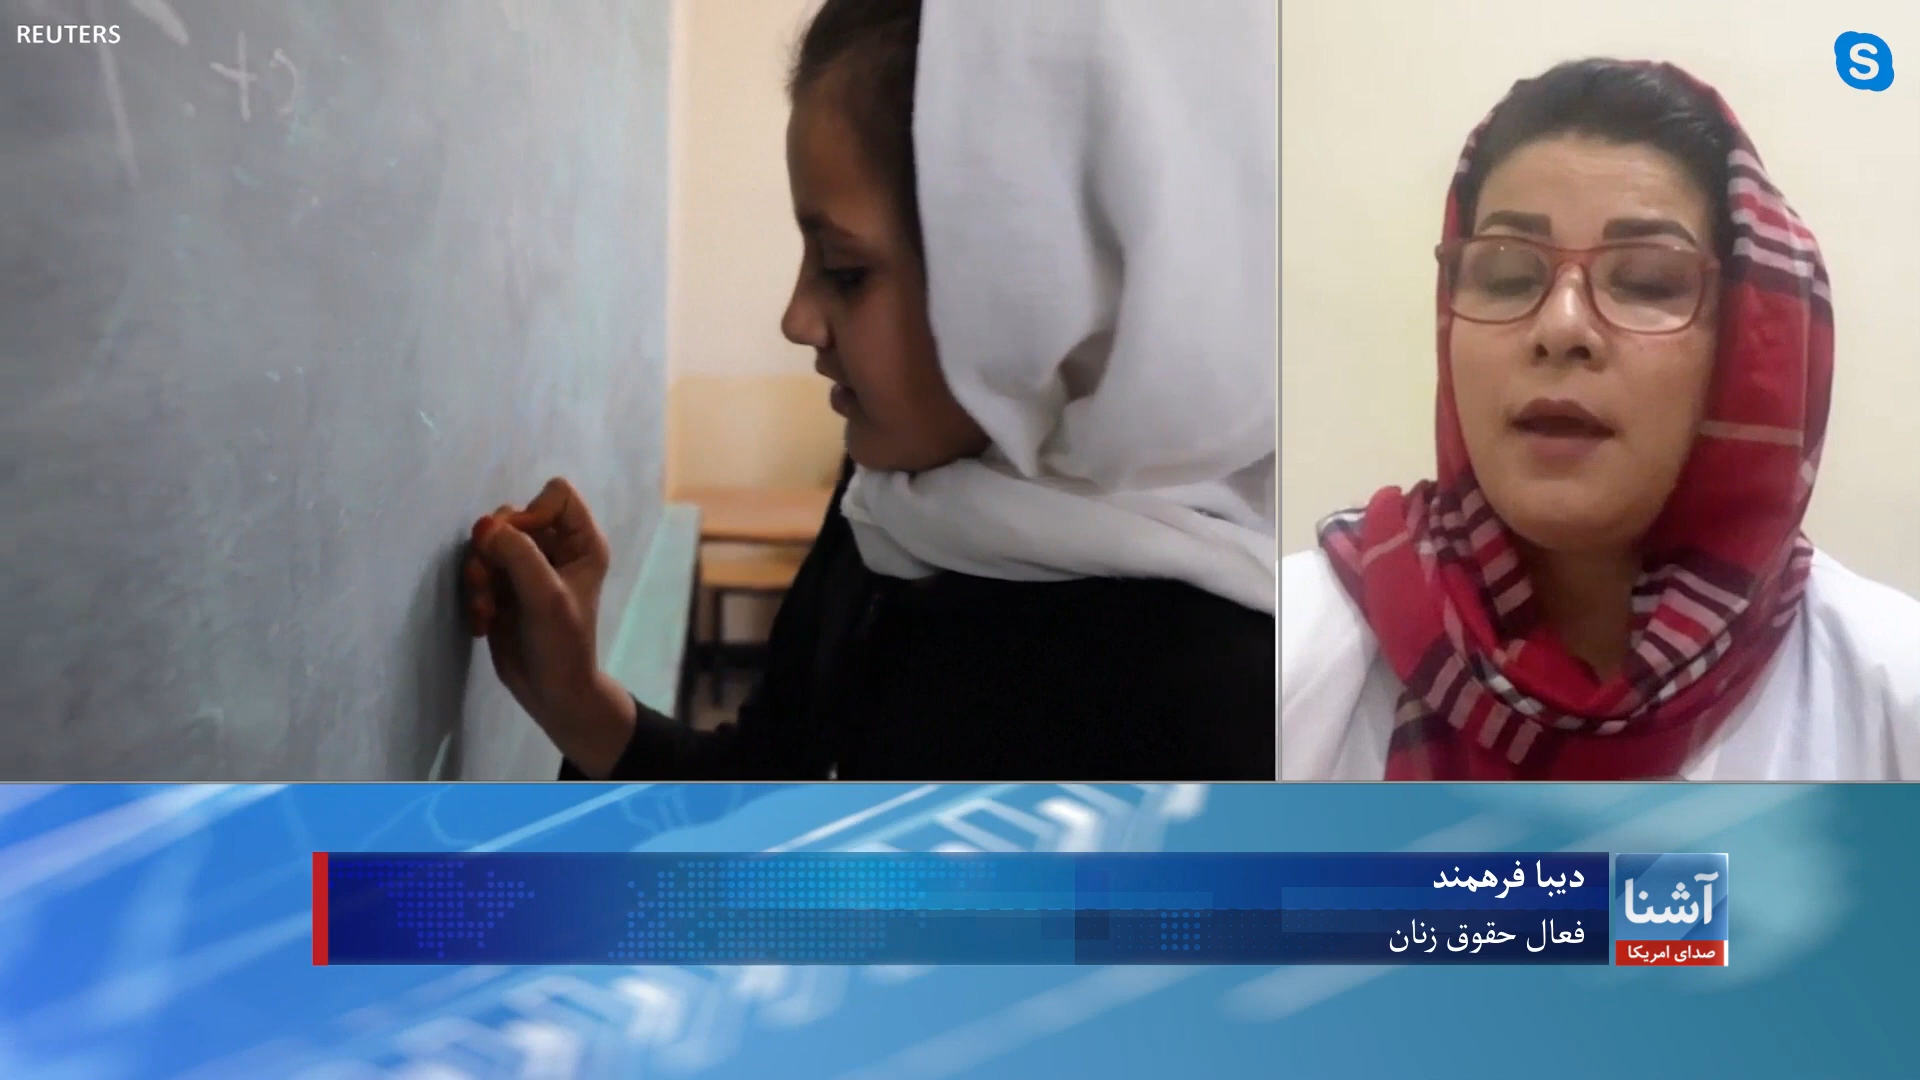 REUTERS
S
دیبا فرهمند
فعال حقوق زنان
آشنا
صدای امریکا